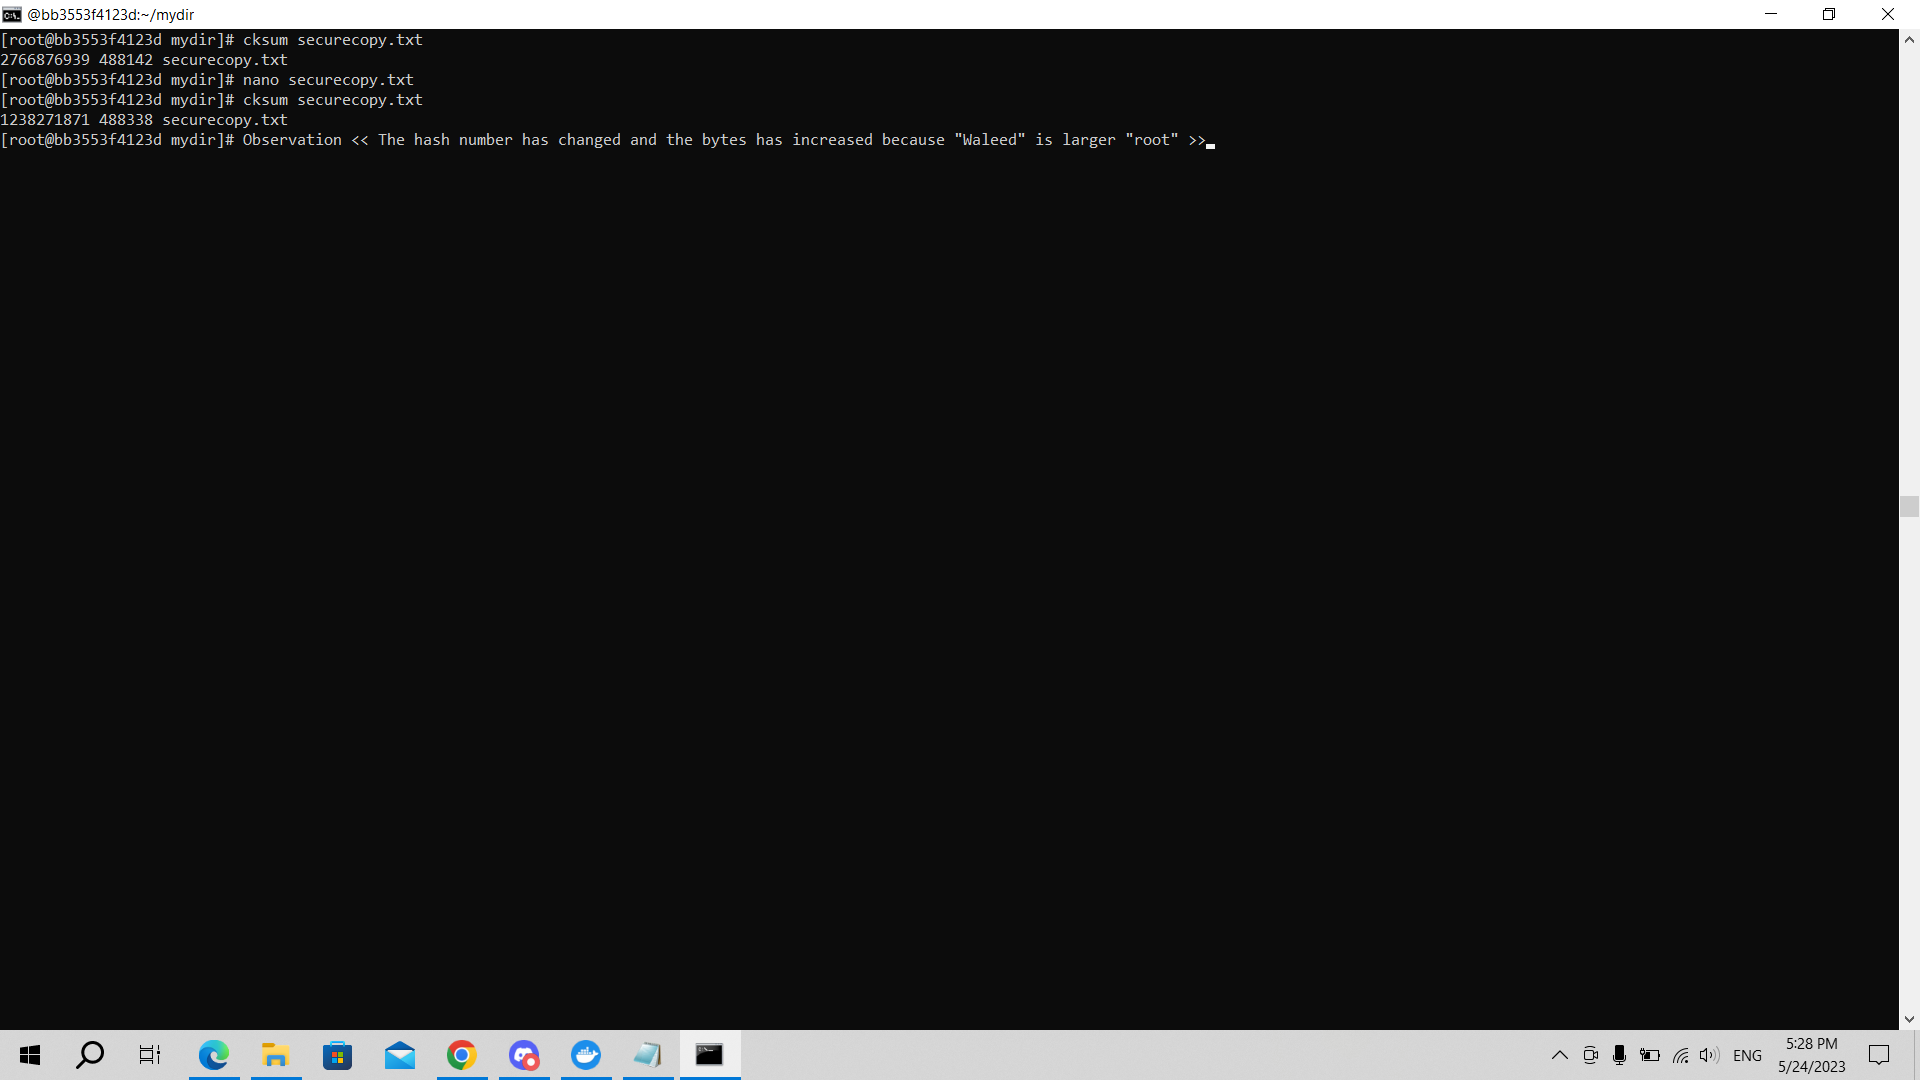 @bb3553f4123d:~/mydir
[root@bb3553f4123d mydir]# cksum securecopy.txt
2766876939 488142 securecopy.txt
[root@bb3553f4123d mydir]# nano securecopy.txt
[root@bb3553f4123d mydir]# cksum securecopy.txt
1238271871 488338 securecopy.txt
[root@bb3553f4123d mydir]# Observation << The hash number has changed and the bytes has increased because "Waleed" is larger "root" >>
ENG
5:28 PM
5/24/2023